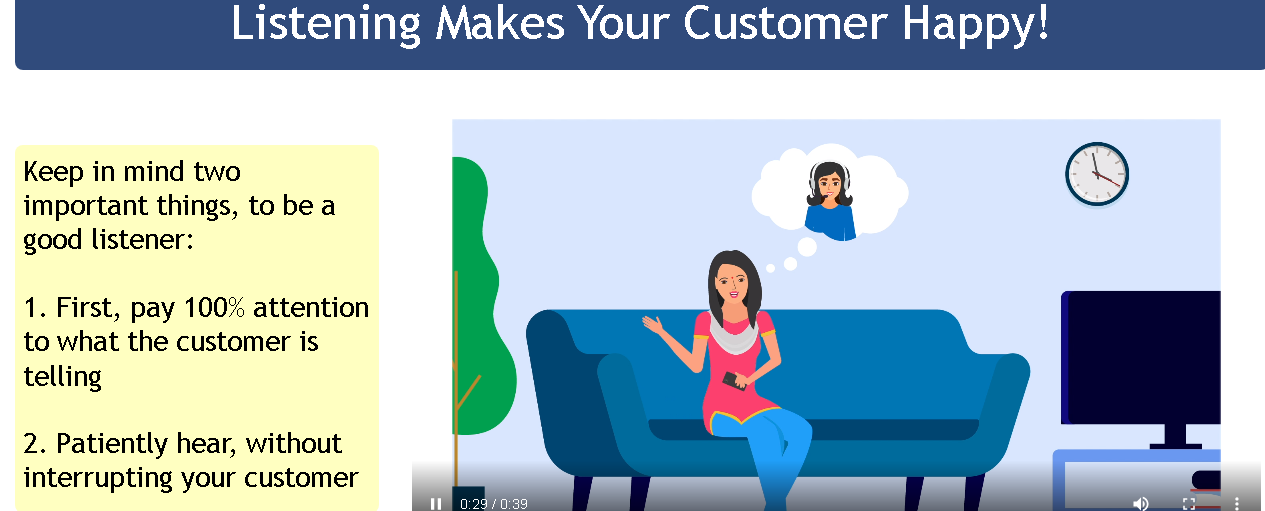 Listening Makes Your Customer Happy!
Keep in mind two
important things, to be a
good listener:
1. First, pay 100% attention
to what the customer is
telling
2. Patiently hear, without
interrupting your customer
0:29 / 0:39